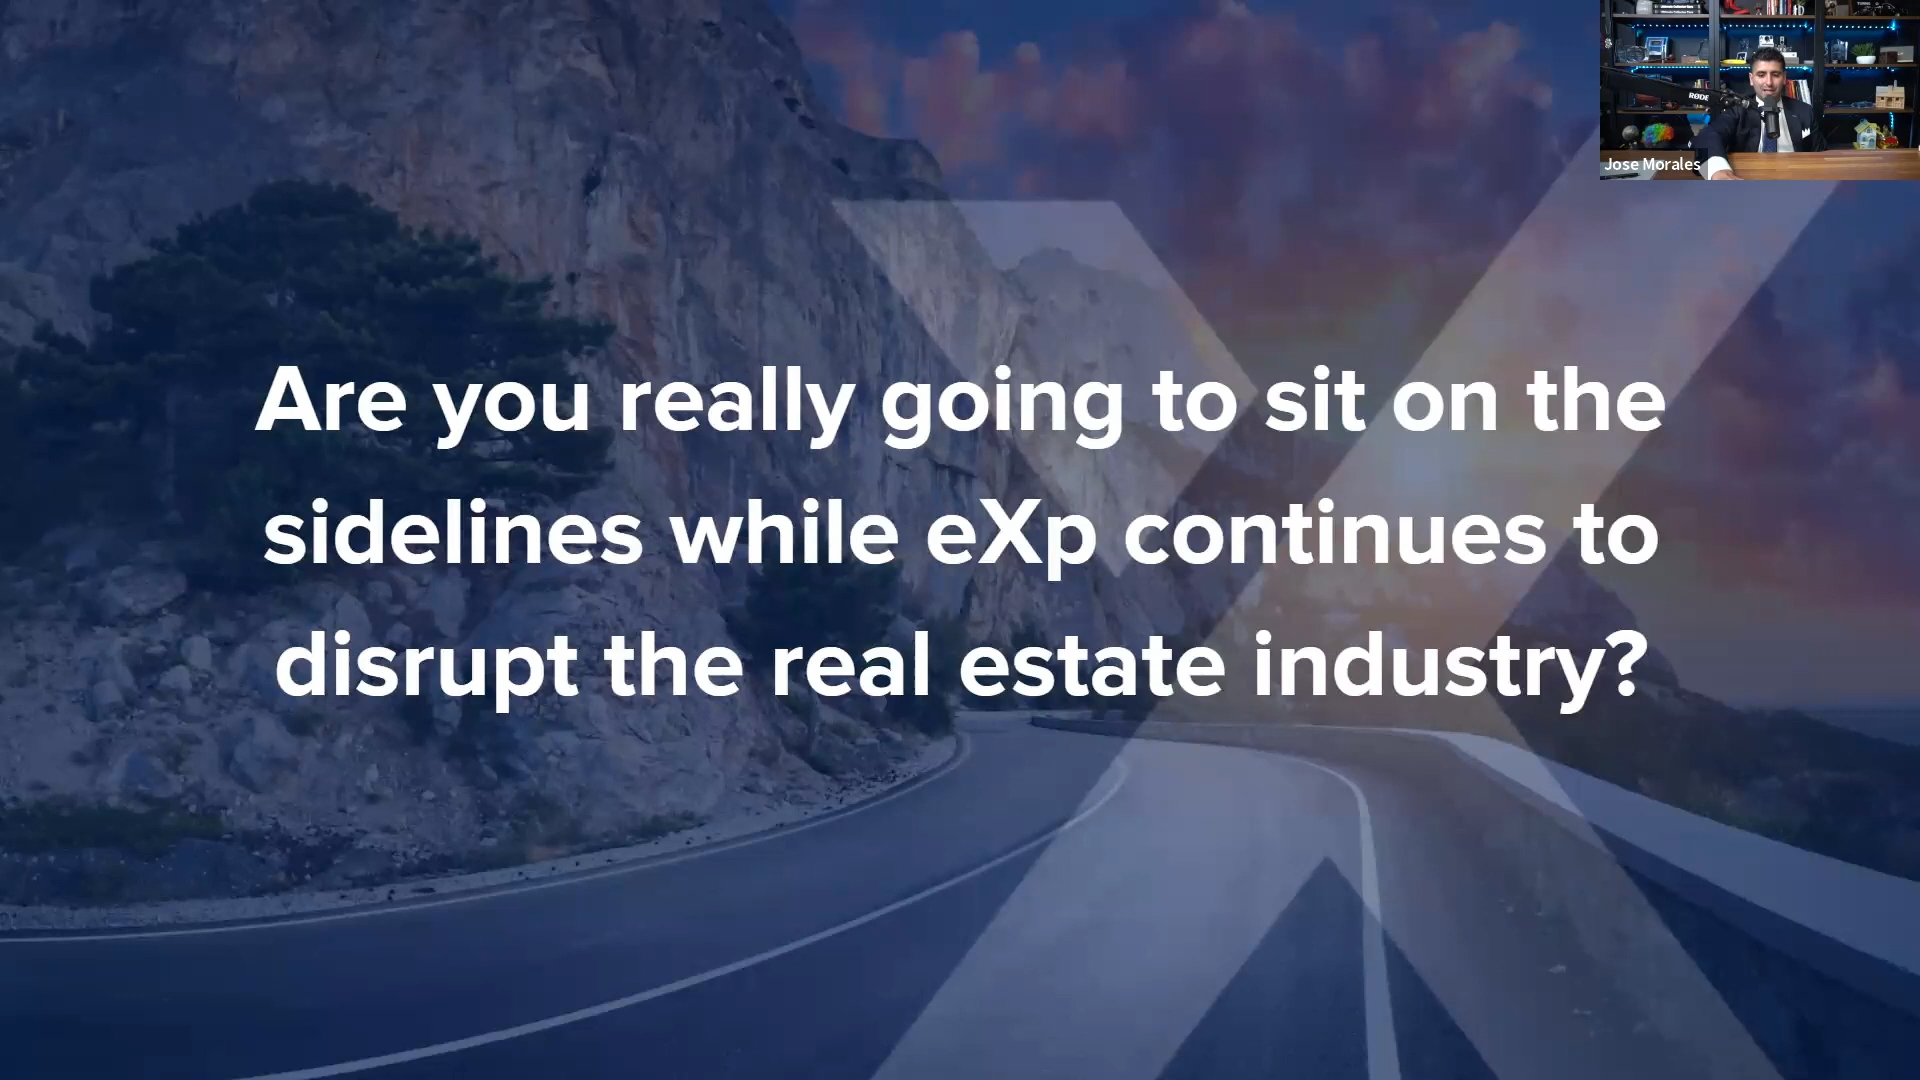 RØDE
Jose Morales
Are you really going to sit on the
sidelines while eXp continues to
disrupt the real estate industry?